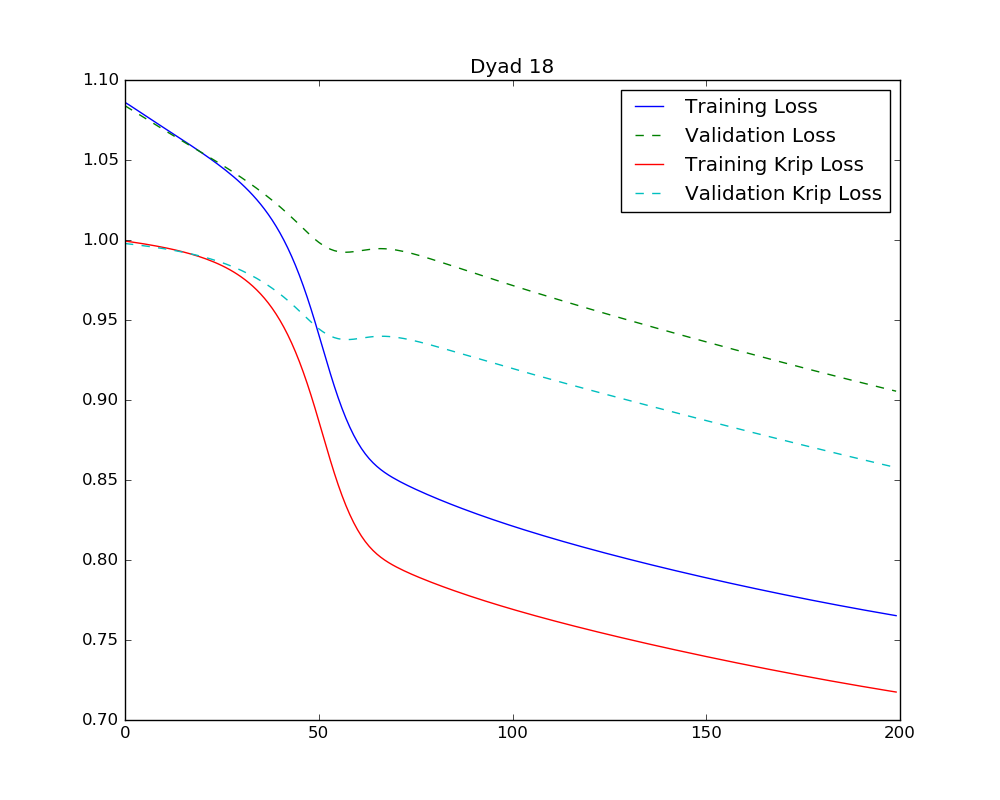 Dyad 18
1.10
1.05
1.00
0.95
0.90
0.85
0.80
0.75
0.70
0
50
100
150
200
Training Loss
Validation Loss
Training Krip Loss
Validation Krip Loss